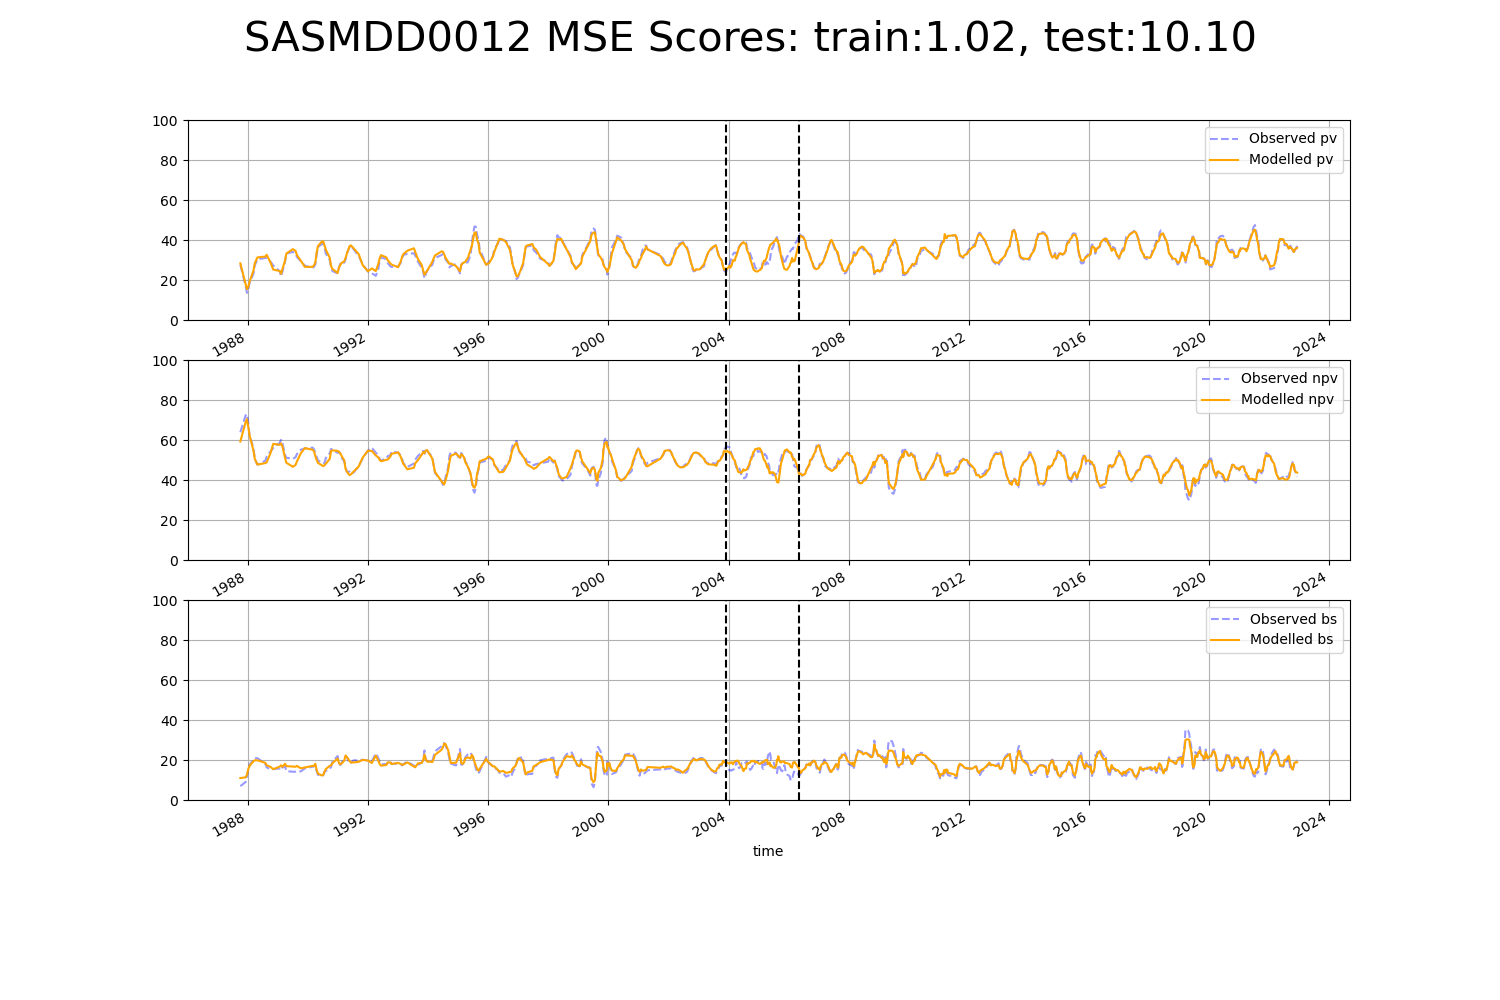 SASMDD0012 MSE Scores: train:1.02, test:10.10
100
80
60
40
20
0
Observed pv
Modelled pv
1988 1992 1996 2000 2004 2008 2012 2016 2020 2024
100
80
60
40
20
0
Observed npv
Modelled npv
1988 1992 1996 2000 2004 2008 2012 2016 2020 2024
100
80
60
40
20
0
Observed bs
Modelled bs
1988 1992 1996 2000 2004 2008 2012 2016 2020 2024
time